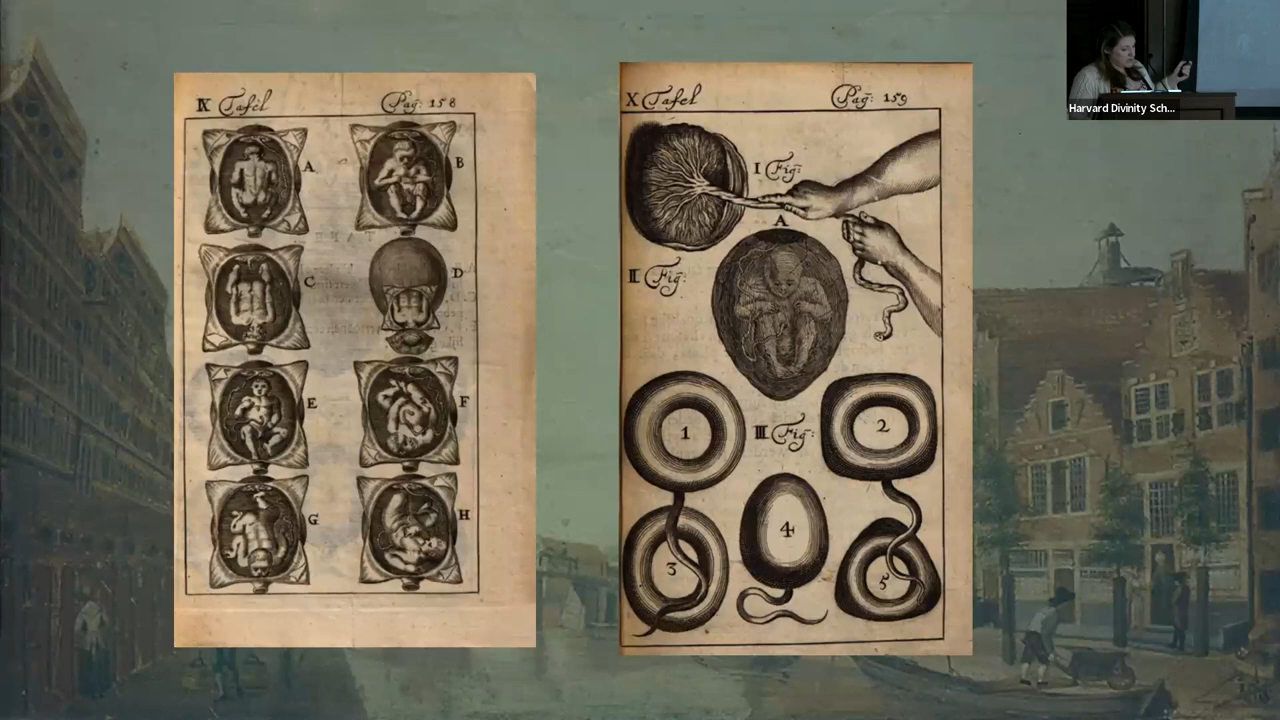 IX Tafel Pag: 158
A B
C D
E F
G H
X Tafel Pag: 159
I Fig:
A
II Fig:
1 III Fig: 2
3 4 5
Harvard Divinity Sch...